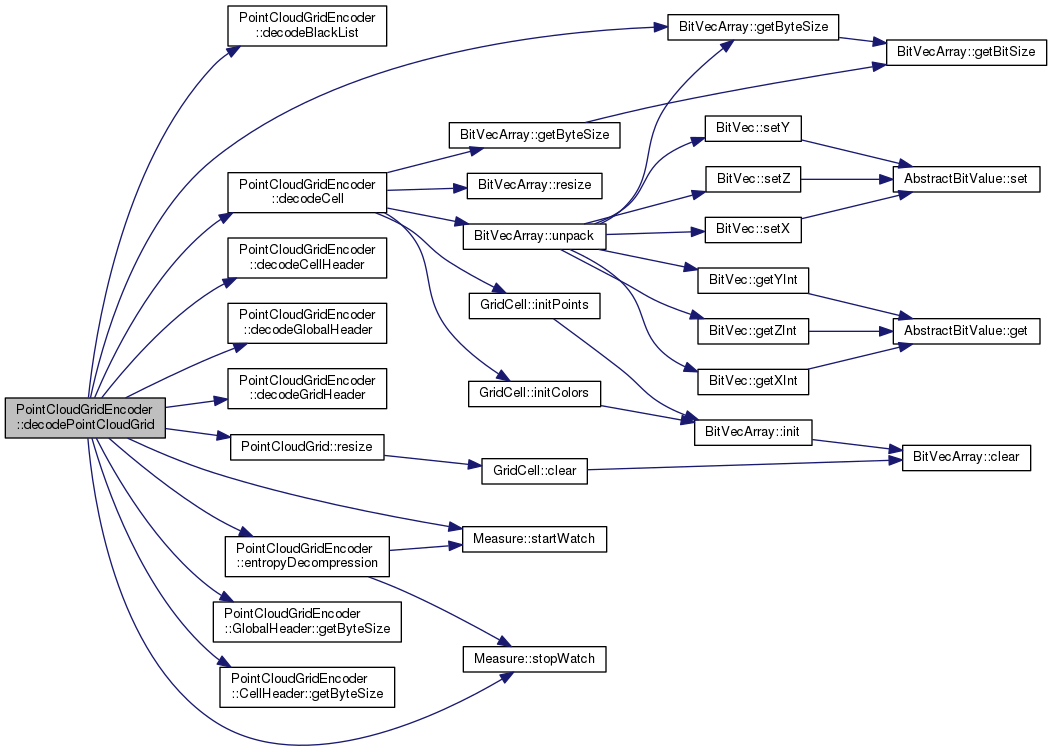 PointCloudGridEncoder
::decodePointCloudGrid
PointCloudGridEncoder
::decodeBlackList
PointCloudGridEncoder
::decodeCell
PointCloudGridEncoder
::decodeCellHeader
PointCloudGridEncoder
::decodeGlobalHeader
PointCloudGridEncoder
::decodeGridHeader
PointCloudGrid::resize
PointCloudGridEncoder
::entropyDecompression
PointCloudGridEncoder
::GlobalHeader::getByteSize
PointCloudGridEncoder
::CellHeader::getByteSize
BitVecArray::getByteSize
BitVecArray::resize
BitVecArray::unpack
GridCell::initPoints
GridCell::initColors
GridCell::clear
Measure::startWatch
Measure::stopWatch
BitVecArray::getByteSize
BitVec::setY
BitVec::setZ
BitVec::setX
BitVec::getYInt
BitVec::getZInt
BitVec::getXInt
BitVecArray::init
BitVecArray::getBitSize
AbstractBitValue::set
AbstractBitValue::get
BitVecArray::clear